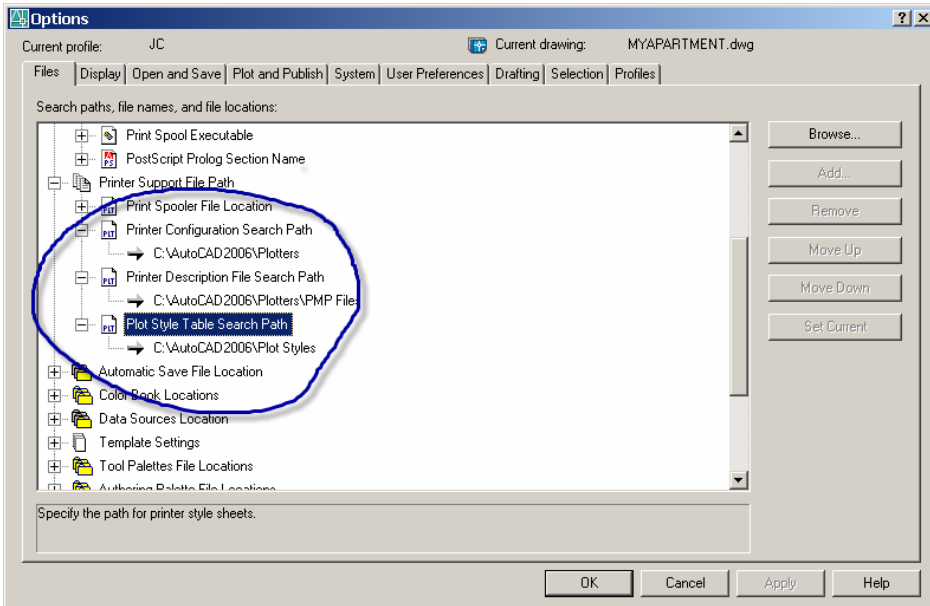 Options
Current profile: JC Current drawing: MYAPARTMENT.dwg
Files Display Open and Save Plot and Publish System User Preferences Drafting Selection Profiles
Search paths, file names, and file locations:
Print Spool Executable
PostScript Prolog Section Name
Printer Support File Path
Print Spooler File Location
Printer Configuration Search Path
C:\AutoCAD2006\Plotters
Printer Description File Search Path
C:\AutoCAD2006\Plotters\PMP Files
Plot Style Table Search Path
C:\AutoCAD2006\Plot Styles
Automatic Save File Location
Color Book Locations
Data Sources Location
Template Settings
Tool Palettes File Locations
Authoring Palette File Locations
Browse...
Add...
Remove
Move Up
Move Down
Set Current
Specify the path for printer style sheets.
OK Cancel Apply Help